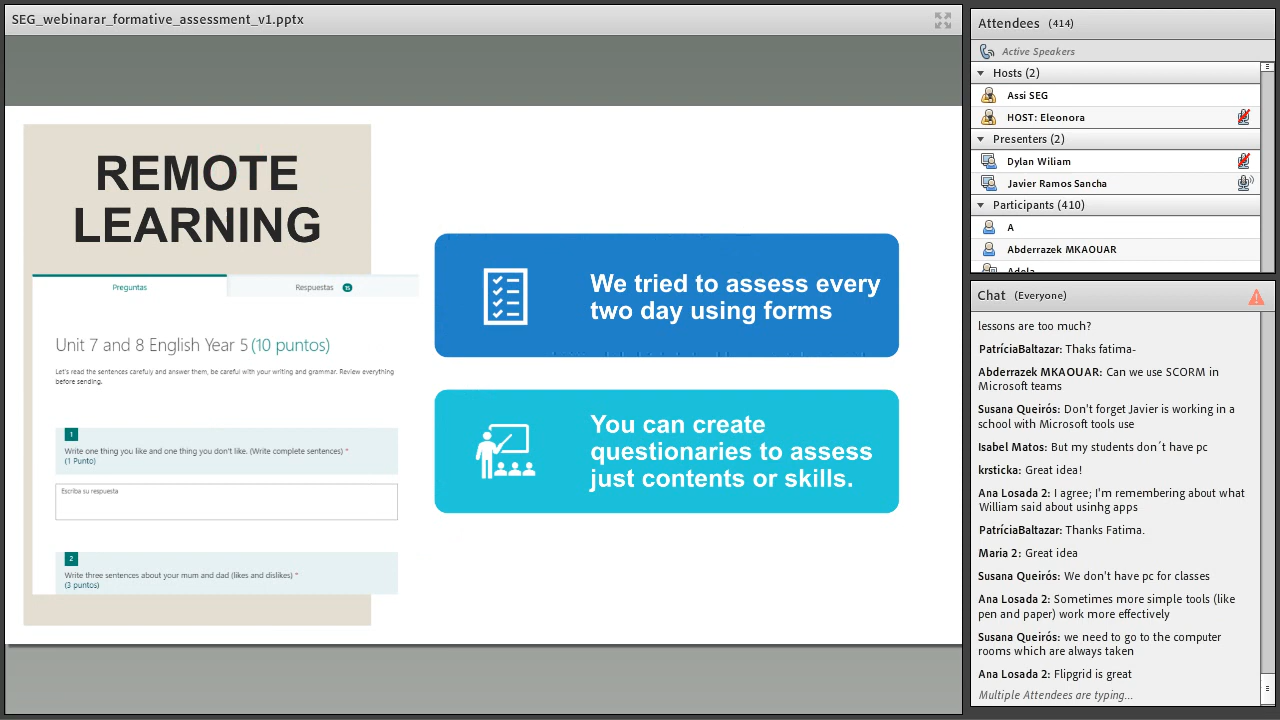 SEG_webinarar_formative_assessment_v1.pptx
REMOTE
LEARNING
Preguntas
Respuestas 15
Unit 7 and 8 English Year 5 (10 puntos)
Let's read the sentences carefuly and answer them, be careful with your writing and grammar. Review everything
before sending.
1
Write one thing you like and one thing you don't like. (Write complete sentences) *
(1 Punto)
Escriba su respuesta
2
Write three sentences about your mum and dad (likes and dislikes) *
(3 puntos)
We tried to assess every
two day using forms
You can create
questionaries to assess
just contents or skills.
Attendees (414)
Active Speakers
Hosts (2)
Assi SEG
HOST: Eleonora
Presenters (2)
Dylan Wiliam
Javier Ramos Sancha
Participants (410)
A
Abderrazek MKAOUAR
Adela
Chat (Everyone)
lessons are too much?
PatríciaBaltazar: Thaks fatima-
Abderrazek MKAOUAR: Can we use SCORM in
Microsoft teams
Susana Queirós: Don't forget Javier is working in a
school with Microsoft tools use
Isabel Matos: But my students don´t have pc
krsticka: Great idea!
Ana Losada 2: I agree; I'm remembering about what
William said about usinhg apps
PatríciaBaltazar: Thanks Fatima.
Maria 2: Great idea
Susana Queirós: We don't have pc for classes
Ana Losada 2: Sometimes more simple tools (like
pen and paper) work more effectively
Susana Queirós: we need to go to the computer
rooms which are always taken
Ana Losada 2: Flipgrid is great
Multiple Attendees are typing...